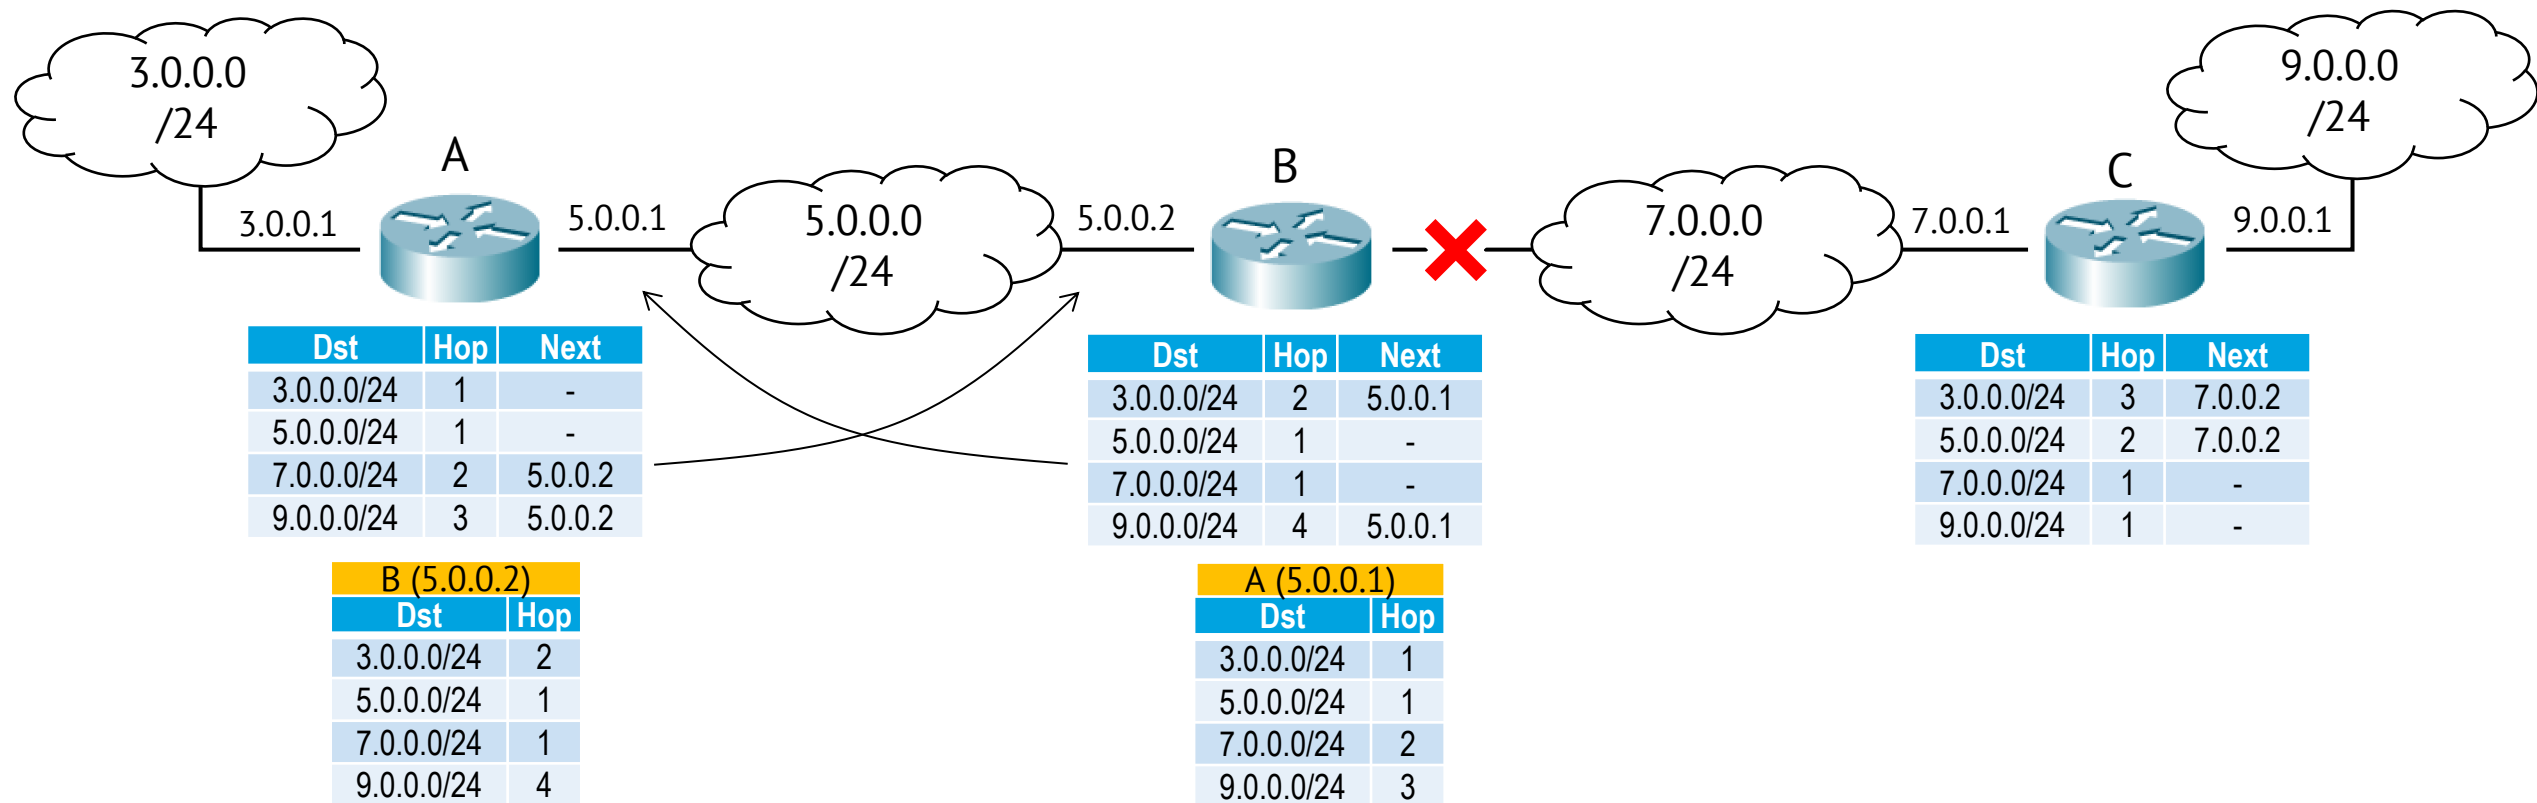 3.0.0.0
/24
9.0.0.0
/24
A
B
C
3.0.0.1
5.0.0.1
5.0.0.0
/24
5.0.0.2
7.0.0.0
/24
7.0.0.1
9.0.0.1
Dst Hop Next
3.0.0.0/24 1 -
5.0.0.0/24 1 -
7.0.0.0/24 2 5.0.0.2
9.0.0.0/24 3 5.0.0.2
Dst Hop Next
3.0.0.0/24 2 5.0.0.1
5.0.0.0/24 1 -
7.0.0.0/24 1 -
9.0.0.0/24 4 5.0.0.1
Dst Hop Next
3.0.0.0/24 3 7.0.0.2
5.0.0.0/24 2 7.0.0.2
7.0.0.0/24 1 -
9.0.0.0/24 1 -
B (5.0.0.2)
Dst Hop
3.0.0.0/24 2
5.0.0.0/24 1
7.0.0.0/24 1
9.0.0.0/24 4
A (5.0.0.1)
Dst Hop
3.0.0.0/24 1
5.0.0.0/24 1
7.0.0.0/24 2
9.0.0.0/24 3